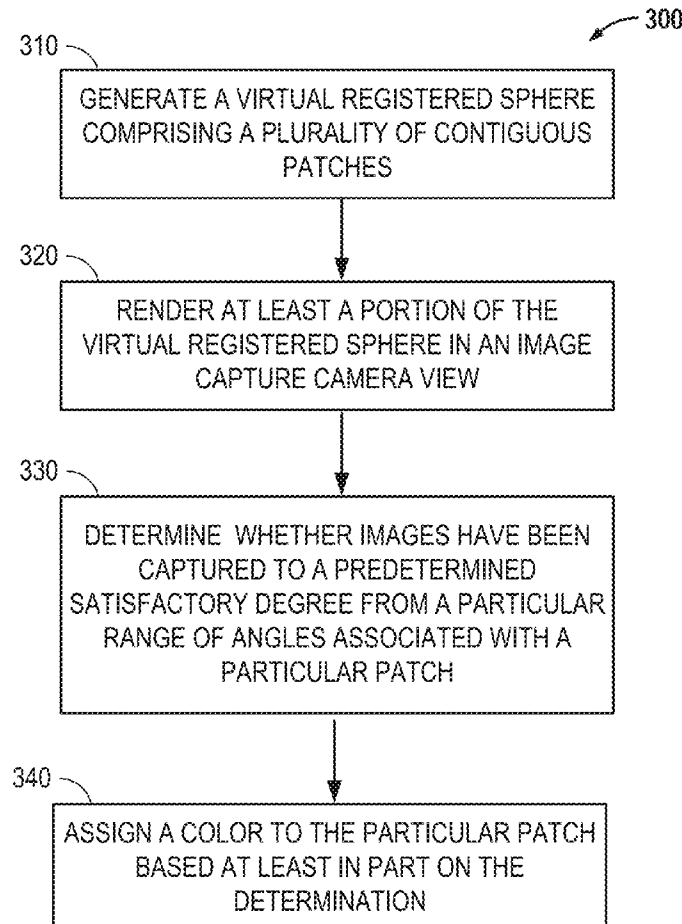 300
310
GENERATE A VIRTUAL REGISTERED SPHERE
COMPRISING A PLURALITY OF CONTIGUOUS
PATCHES
320
RENDER AT LEAST A PORTION OF THE
VIRTUAL REGISTERED SPHERE IN AN IMAGE
CAPTURE CAMERA VIEW
330
DETERMINE WHETHER IMAGES HAVE BEEN
CAPTURED TO A PREDETERMINED
SATISFACTORY DEGREE FROM A PARTICULAR
RANGE OF ANGLES ASSOCIATED WITH A
PARTICULAR PATCH
340
ASSIGN A COLOR TO THE PARTICULAR PATCH
BASED AT LEAST IN PART ON THE
DETERMINATION